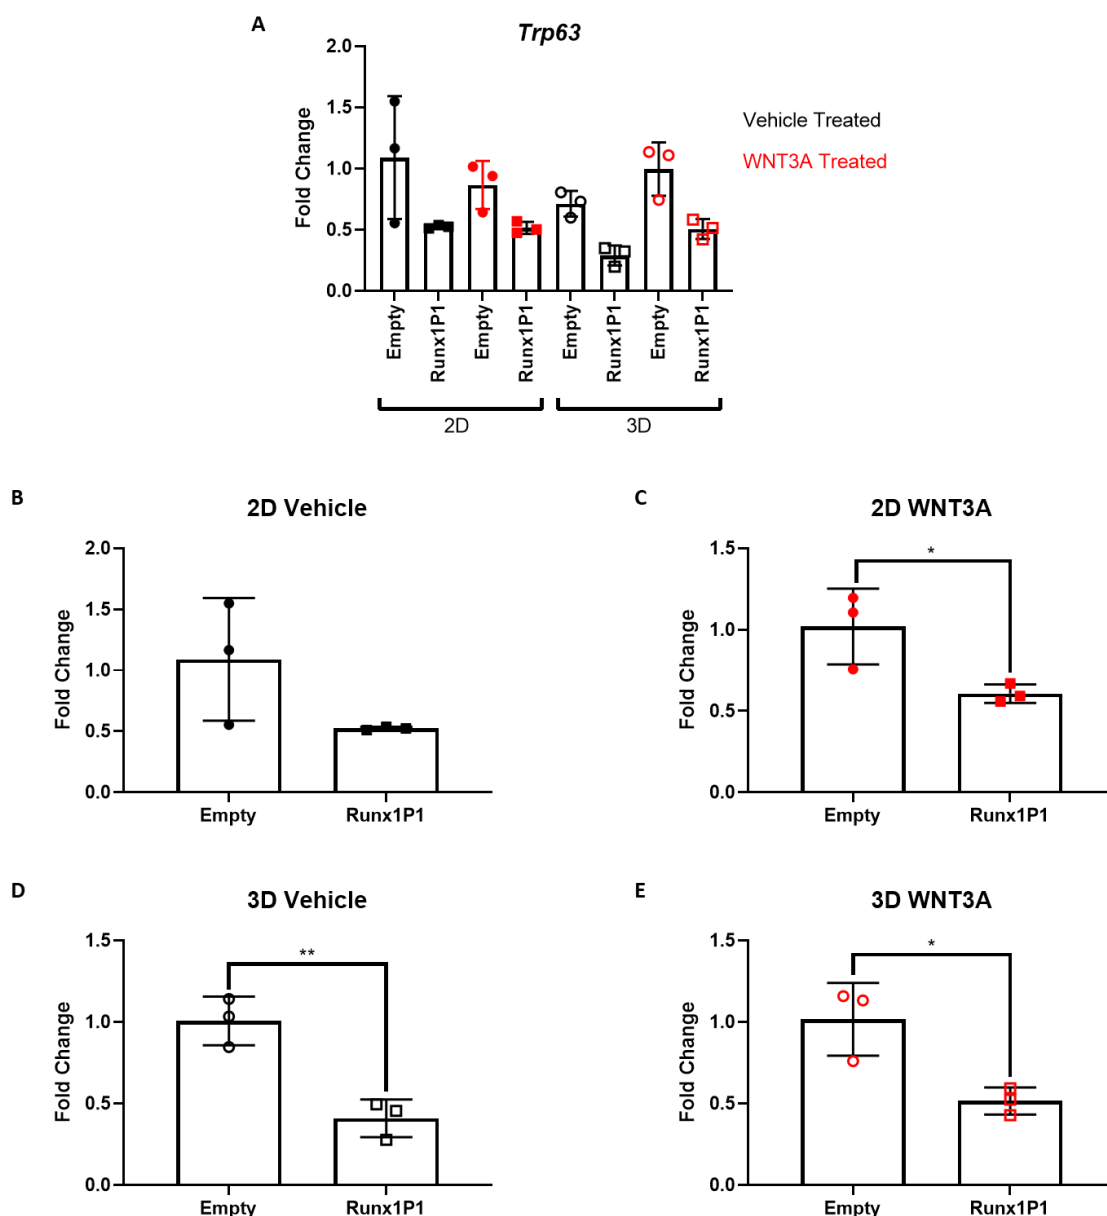 A
Trp63
Fold Change
2.0
1.5
1.0
0.5
0.0
Empty
Runx1P1
Empty
Runx1P1
Empty
Runx1P1
Empty
Runx1P1
2D
3D
Vehicle Treated
WNT3A Treated
B
2D Vehicle
Fold Change
2.0
1.5
1.0
0.5
0.0
Empty
Runx1P1
C
2D WNT3A
Fold Change
1.5
1.0
0.5
0.0
*
Empty
Runx1P1
D
3D Vehicle
Fold Change
1.5
1.0
0.5
0.0
**
Empty
Runx1P1
E
3D WNT3A
Fold Change
1.5
1.0
0.5
0.0
*
Empty
Runx1P1